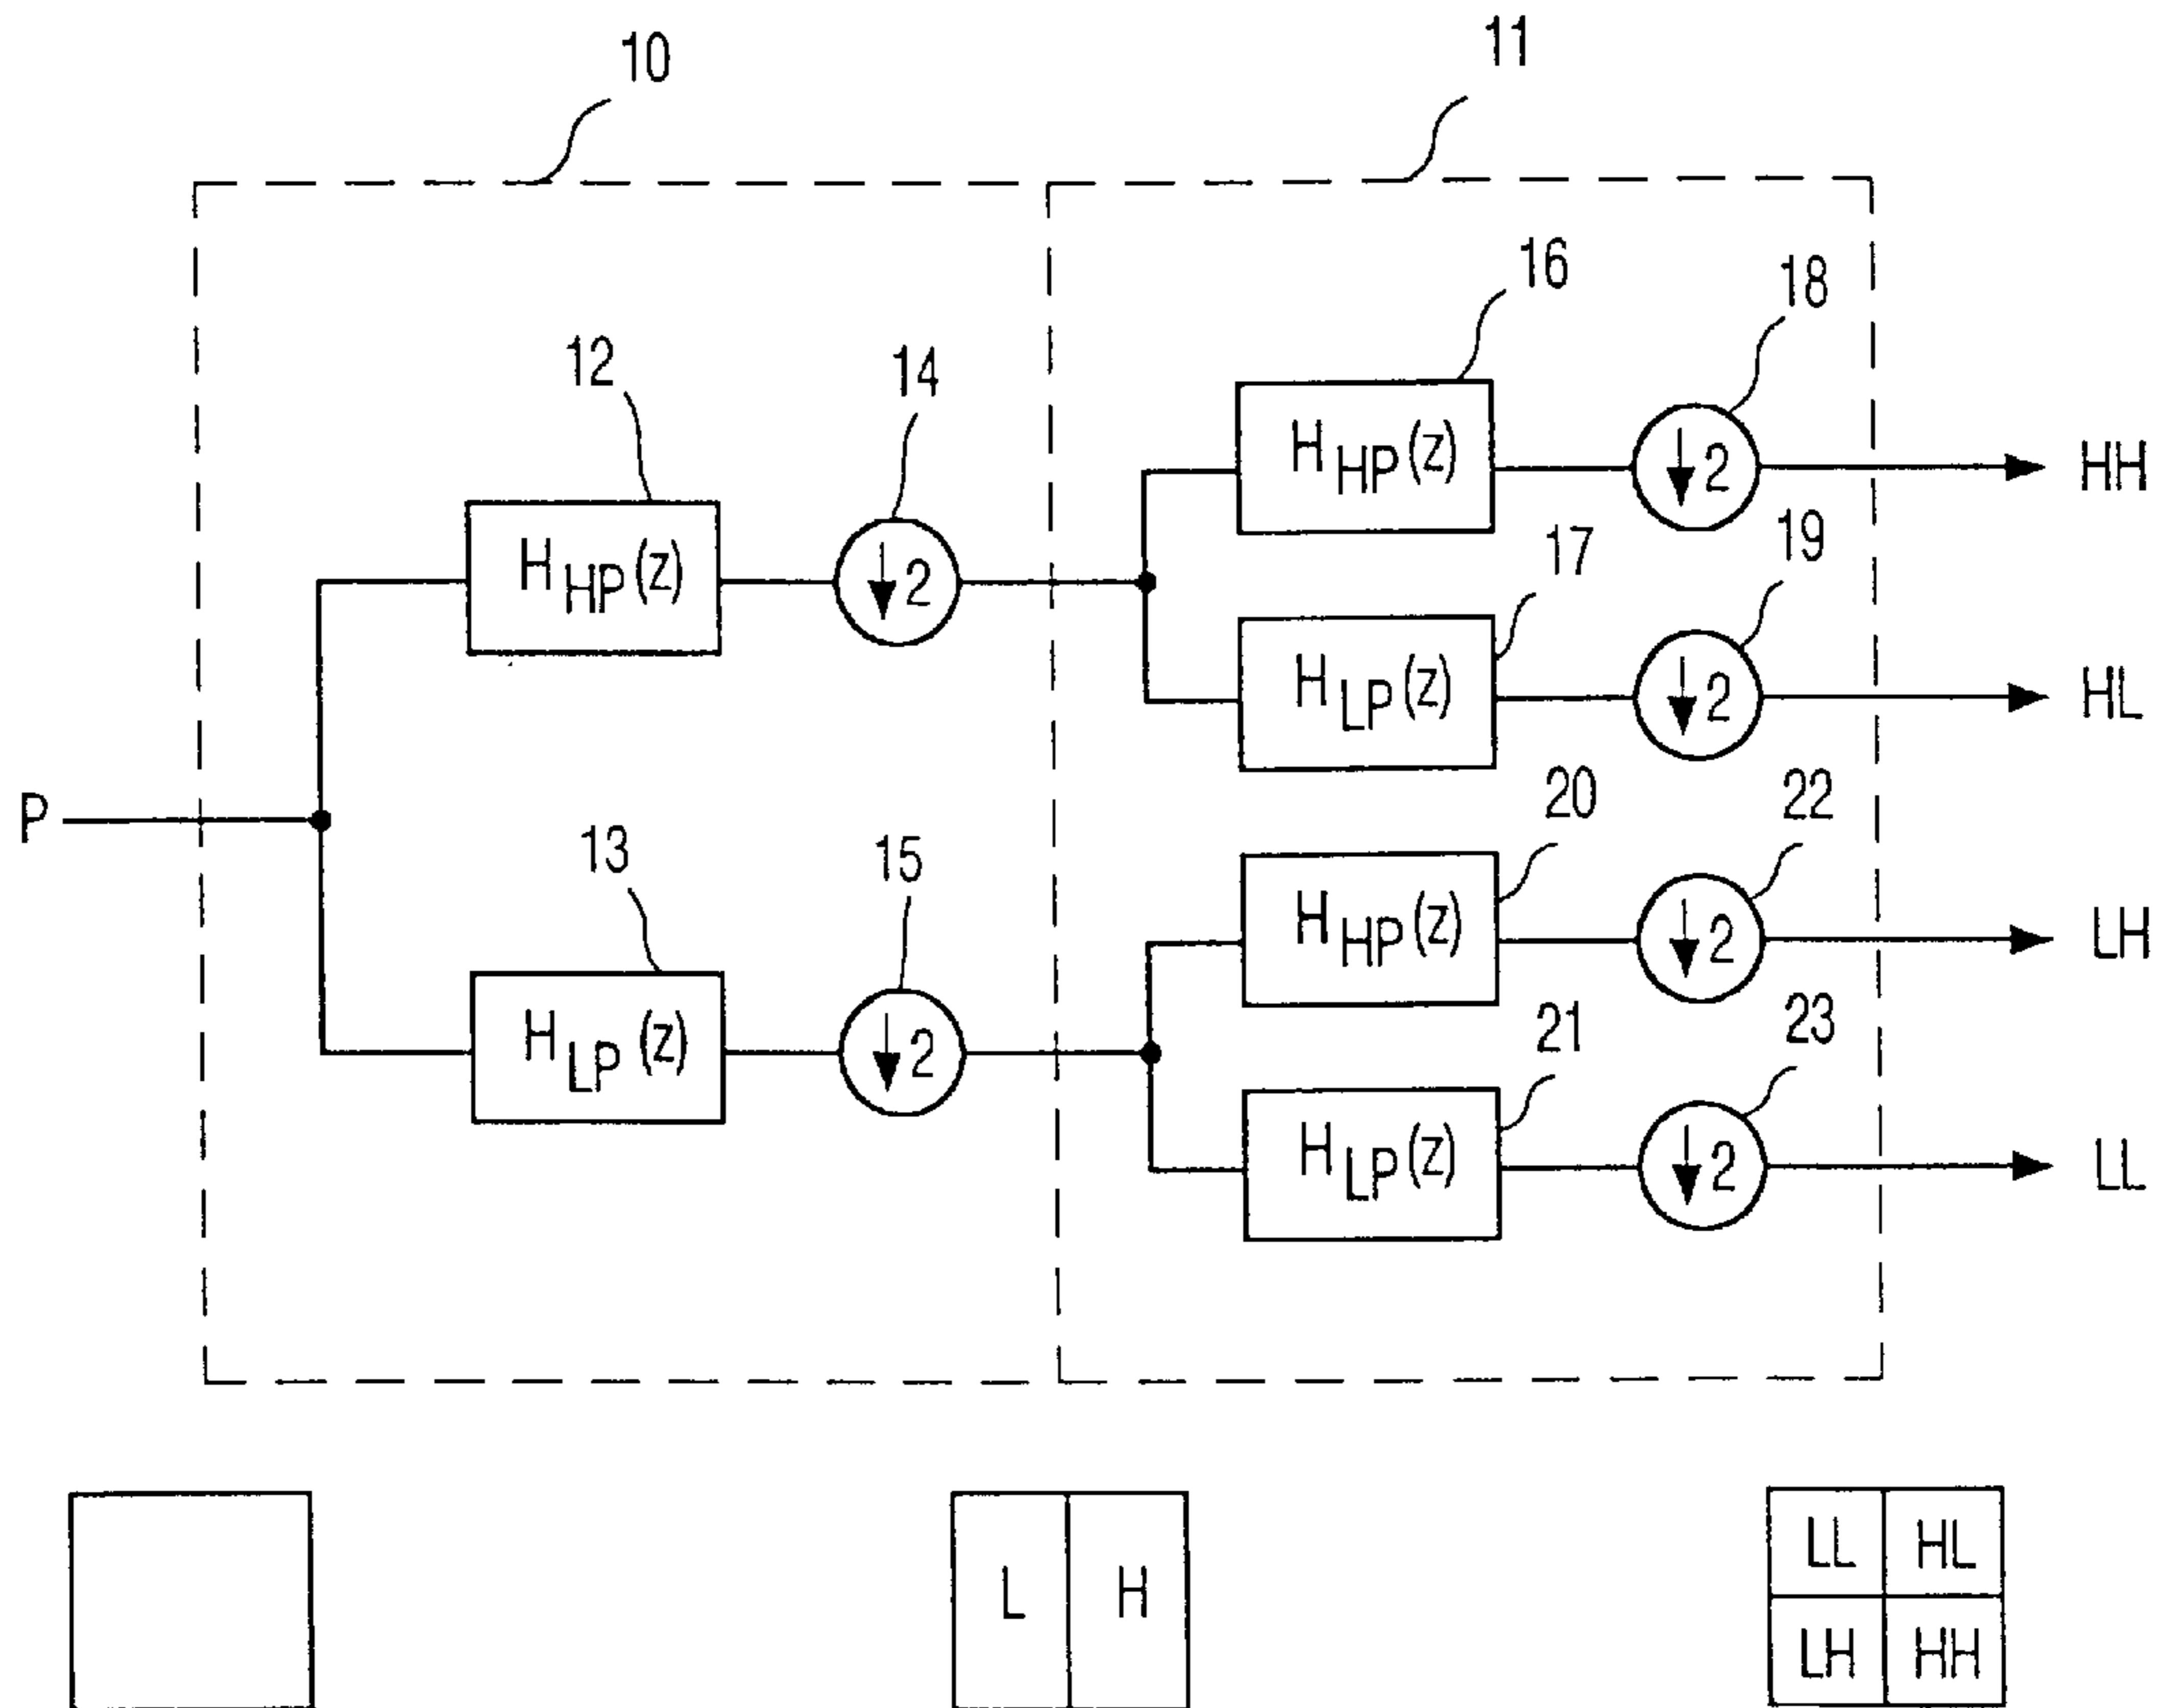 10
11
16
18
12
14
H HP (z)
↓2
HH
H HP (z)
↓2
17
19
H LP (z)
↓2
HL
P
20
22
13
15
H HP (z)
↓2
LH
21
23
H LP (z)
↓2
H LP (z)
↓2
LL
L
H
LL
HL
LH
HH